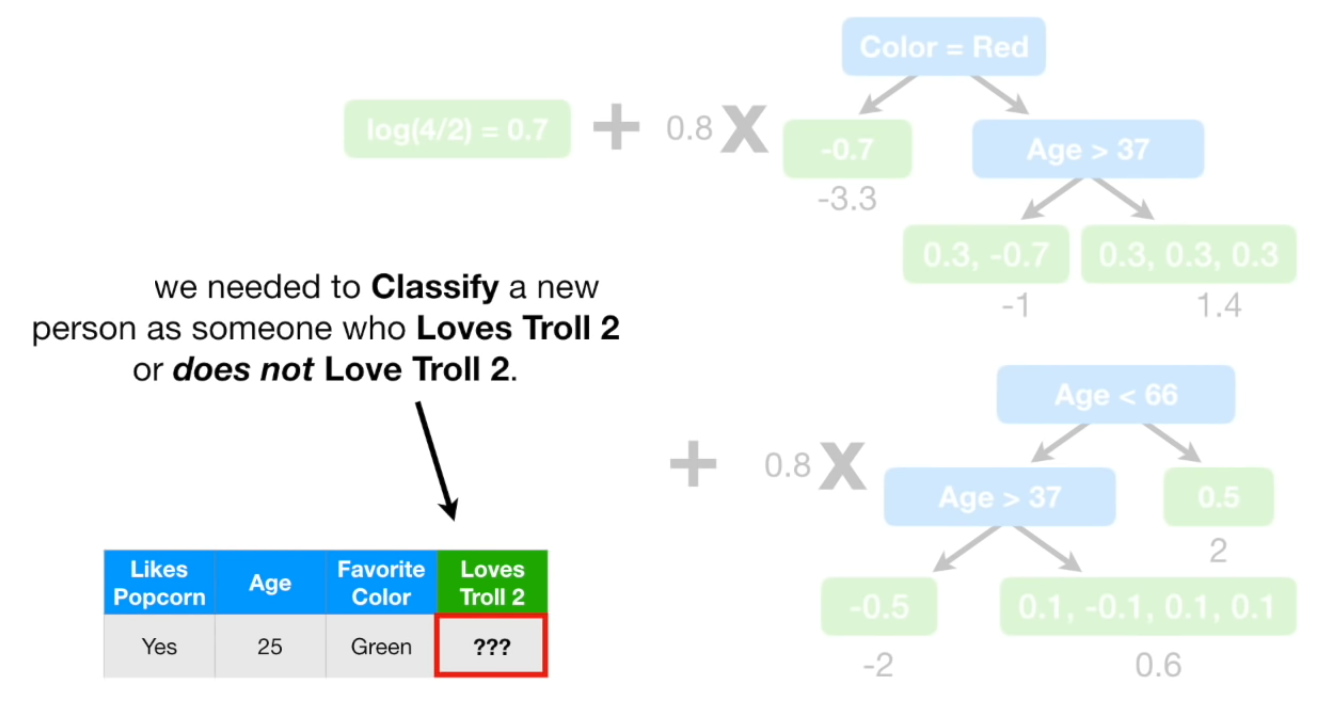 Color = Red
log(4/2) = 0.7 + 0.8 X
-0.7
Age > 37
-3.3
0.3, -0.7
0.3, 0.3, 0.3
-1
1.4
we needed to Classify a new
person as someone who Loves Troll 2
or does not Love Troll 2.
Age < 66
+ 0.8 X
Age > 37
0.5
2
-0.5
0.1, -0.1, 0.1, 0.1
-2
0.6
Likes Popcorn Age Favorite Color Loves Troll 2
Yes 25 Green ???